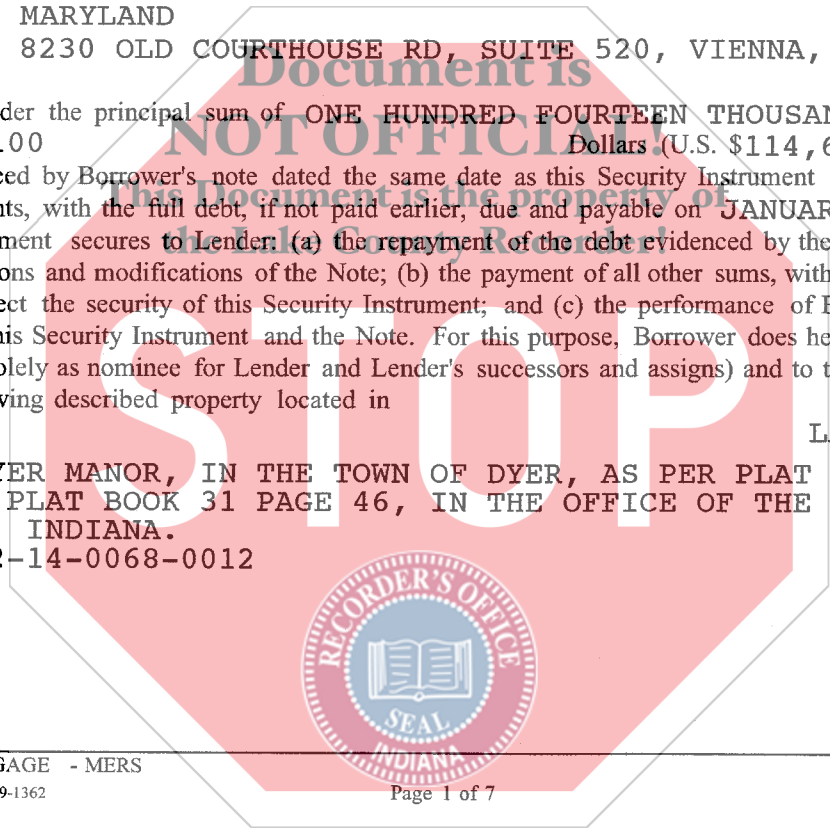 MARYLAND
8230 OLD COURTHOUSE RD, SUITE 520, VIENNA,
Document is
der the principal sum of ONE HUNDRED FOURTEEN THOUSAN
.00 Dollars (U.S. $114,6
NOT OFFICIAL!
ced by Borrower's note dated the same date as this Security Instrument
This Document is the property of
nts, with the full debt, if not paid earlier, due and payable on JANUAR
ment secures to Lender: (a) the repayment of the debt evidenced by the
the Lake County Recorder!
ons and modifications of the Note; (b) the payment of all other sums, with
ect the security of this Security Instrument; and (c) the performance of B
his Security Instrument and the Note. For this purpose, Borrower does he
STOP
olely as nominee for Lender and Lender's successors and assigns) and to t
wing described property located in
LA
YER MANOR, IN THE TOWN OF DYER, AS PER PLAT
PLAT BOOK 31 PAGE 46, IN THE OFFICE OF THE
INDIANA.
2-14-0068-0012
RECORDER'S OFFICE
SEAL
INDIANA
GAGE - MERS
9-1362
Page 1 of 7